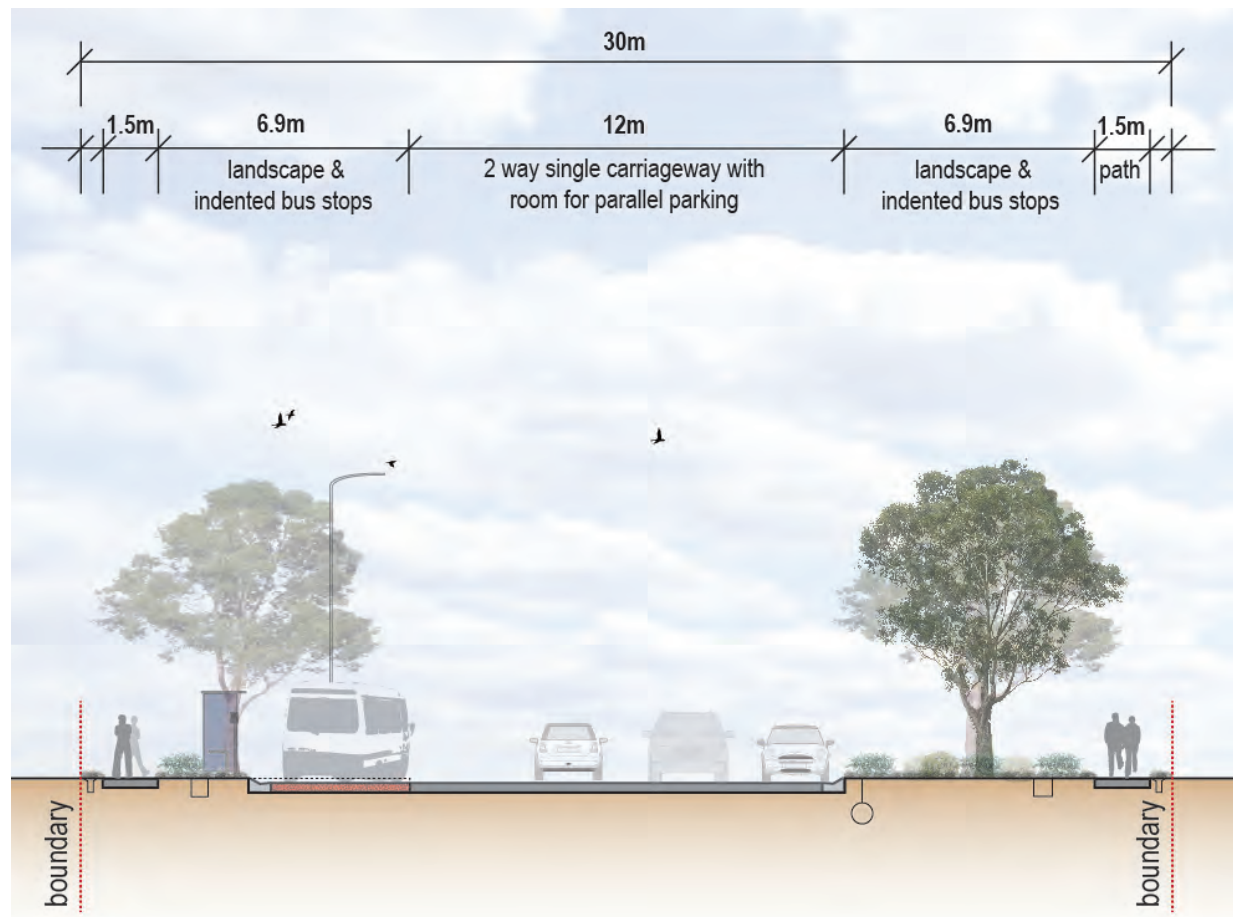 30m
1.5m 6.9m 12m 6.9m 1.5m
landscape &
indented bus stops
2 way single carriageway with
room for parallel parking
landscape &
indented bus stops
path
boundary
boundary